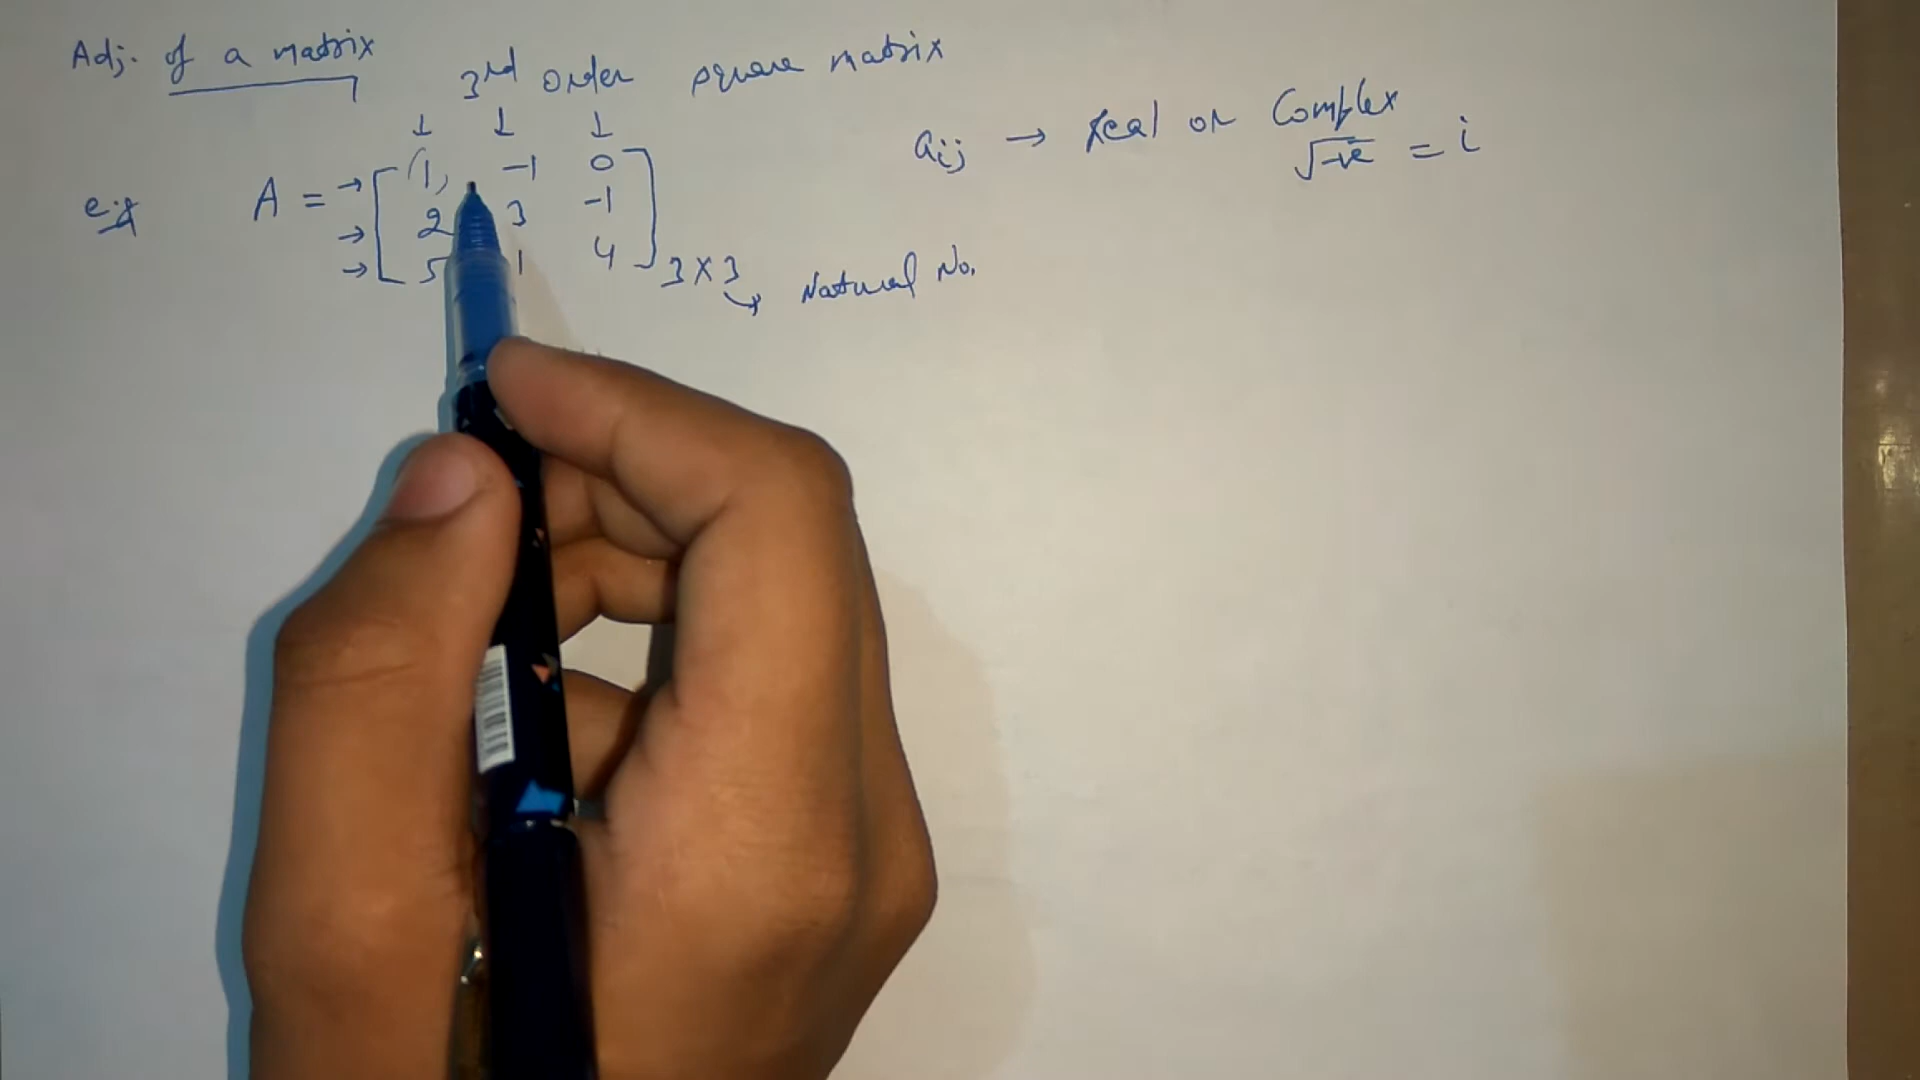 Adj. of a matrix
3rd order square matrix
↓ ↓ ↓
aij → real or Complex
√-ve = i
e.g A = → [ (1, -1 0
→ 2 3 -1
→ 5 1 4 ] 3×3
↳ Natural No.